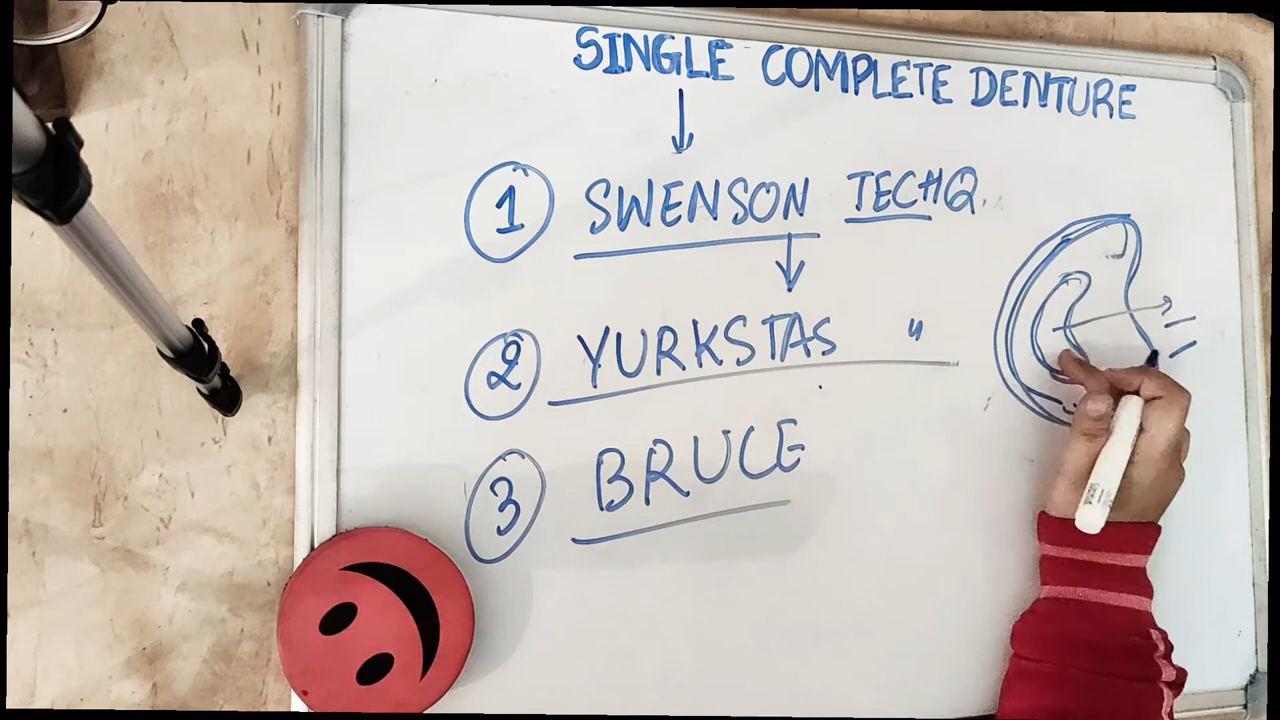 SINGLE COMPLETE DENTURE
1 SWENSON TECHQ.
2 YURKSTAS "
3 BRUCE